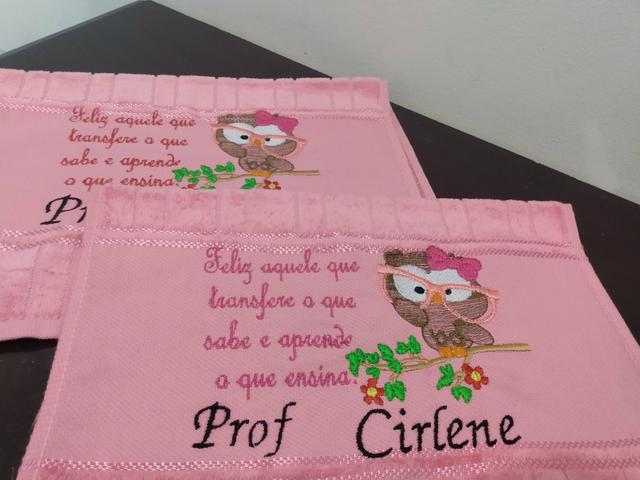 Feliz aquele que
transfere o que
sabe e aprende
o que ensina.
Feliz aquele que
transfere o que
sabe e aprende
o que ensina.
Prof Cirlene